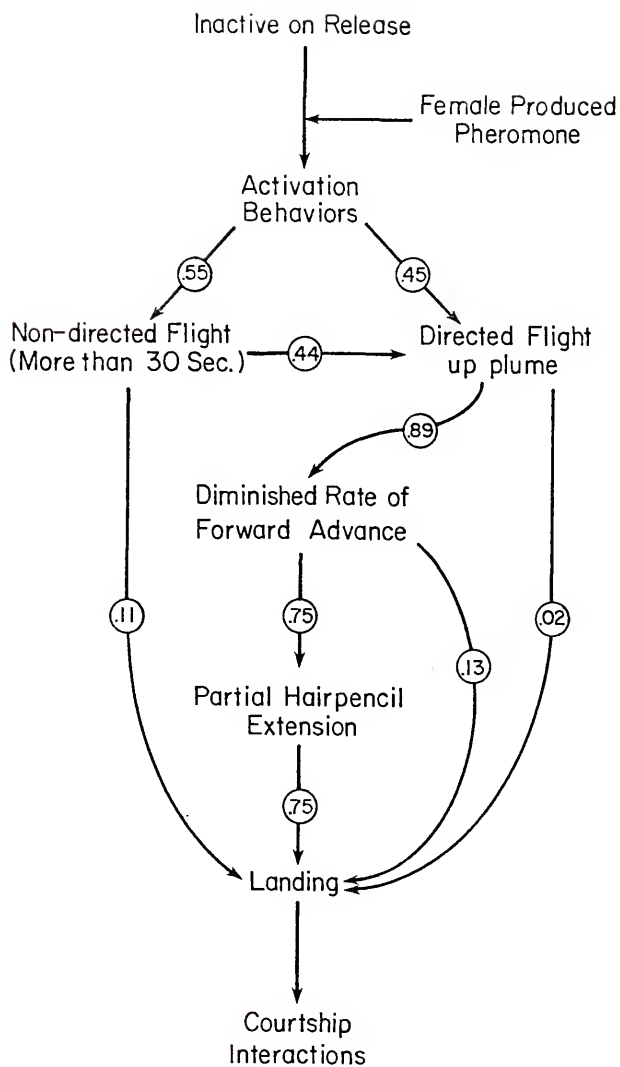 Inactive on Release
Female Produced
Pheromone
Activation
Behaviors
.55
.45
Non-directed Flight
(More than 30 Sec.)
.44
Directed Flight
up plume
.89
Diminished Rate of
Forward Advance
.11
.75
.02
.13
Partial Hairpencil
Extension
.75
Landing
Courtship
Interactions